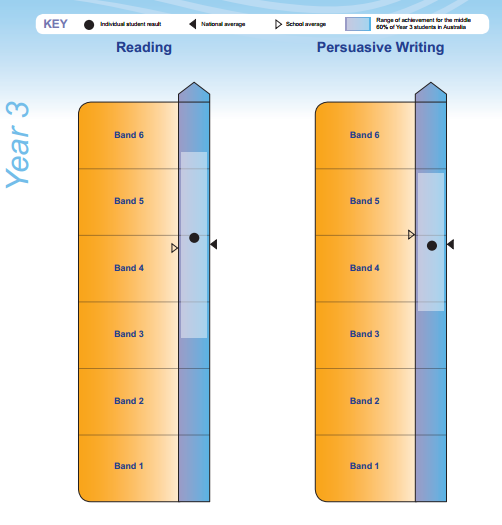 KEY
Individual student result
National average
School average
Range of achievement for the middle
60% of Year 3 students in Australia
Reading
Persuasive Writing
Year 3
Band 6
Band 5
Band 4
Band 3
Band 2
Band 1
Band 6
Band 5
Band 4
Band 3
Band 2
Band 1